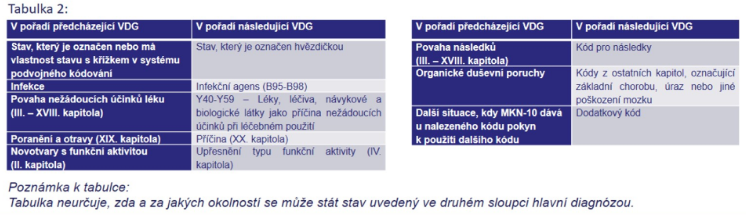 Tabulka 2:
V pořadí předcházející VDG
V pořadí následující VDG
Stav, který je označen nebo má
vlastnost stavu s křížkem v systému
podvojného kódování
Stav, který je označen hvězdičkou
Infekce
Infekční agens (B95-B98)
Povaha nežádoucích účinků léku
(III. – XVIII. kapitola)
Y40-Y59 – Léky, léčiva, návykové a
biologické látky jako příčina nežádoucích
účinků při léčebném použití
Poranění a otravy (XIX. kapitola)
Příčina (XX. kapitola)
Novotvary s funkční aktivitou
(II. kapitola)
Upřesnění typu funkční aktivity (IV.
kapitola)
V pořadí předcházející VDG
V pořadí následující VDG
Povaha následků
(III. – XVIII. kapitola)
Kód pro následky
Organické duševní poruchy
Kódy z ostatních kapitol, označující
základní chorobu, úraz nebo jiné
poškození mozku
Další situace, kdy MKN-10 dává
u nalezeného kódu pokyn
k použití dalšího kódu
Dodatkový kód
Poznámka k tabulce:
Tabulka neurčuje, zda a za jakých okolností se může stát stav uvedený ve druhém sloupci hlavní diagnózou.